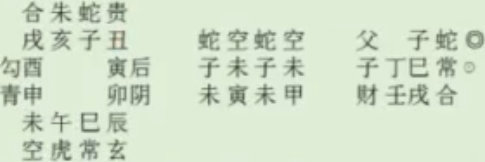 合朱蛇贵
戌亥子丑 蛇空蛇空 父 子蛇◎
勾酉 寅后 子未子未 子丁巳常⊙
青申 卯阴 未寅未甲 财壬戌合
未午巳辰
空虎常玄